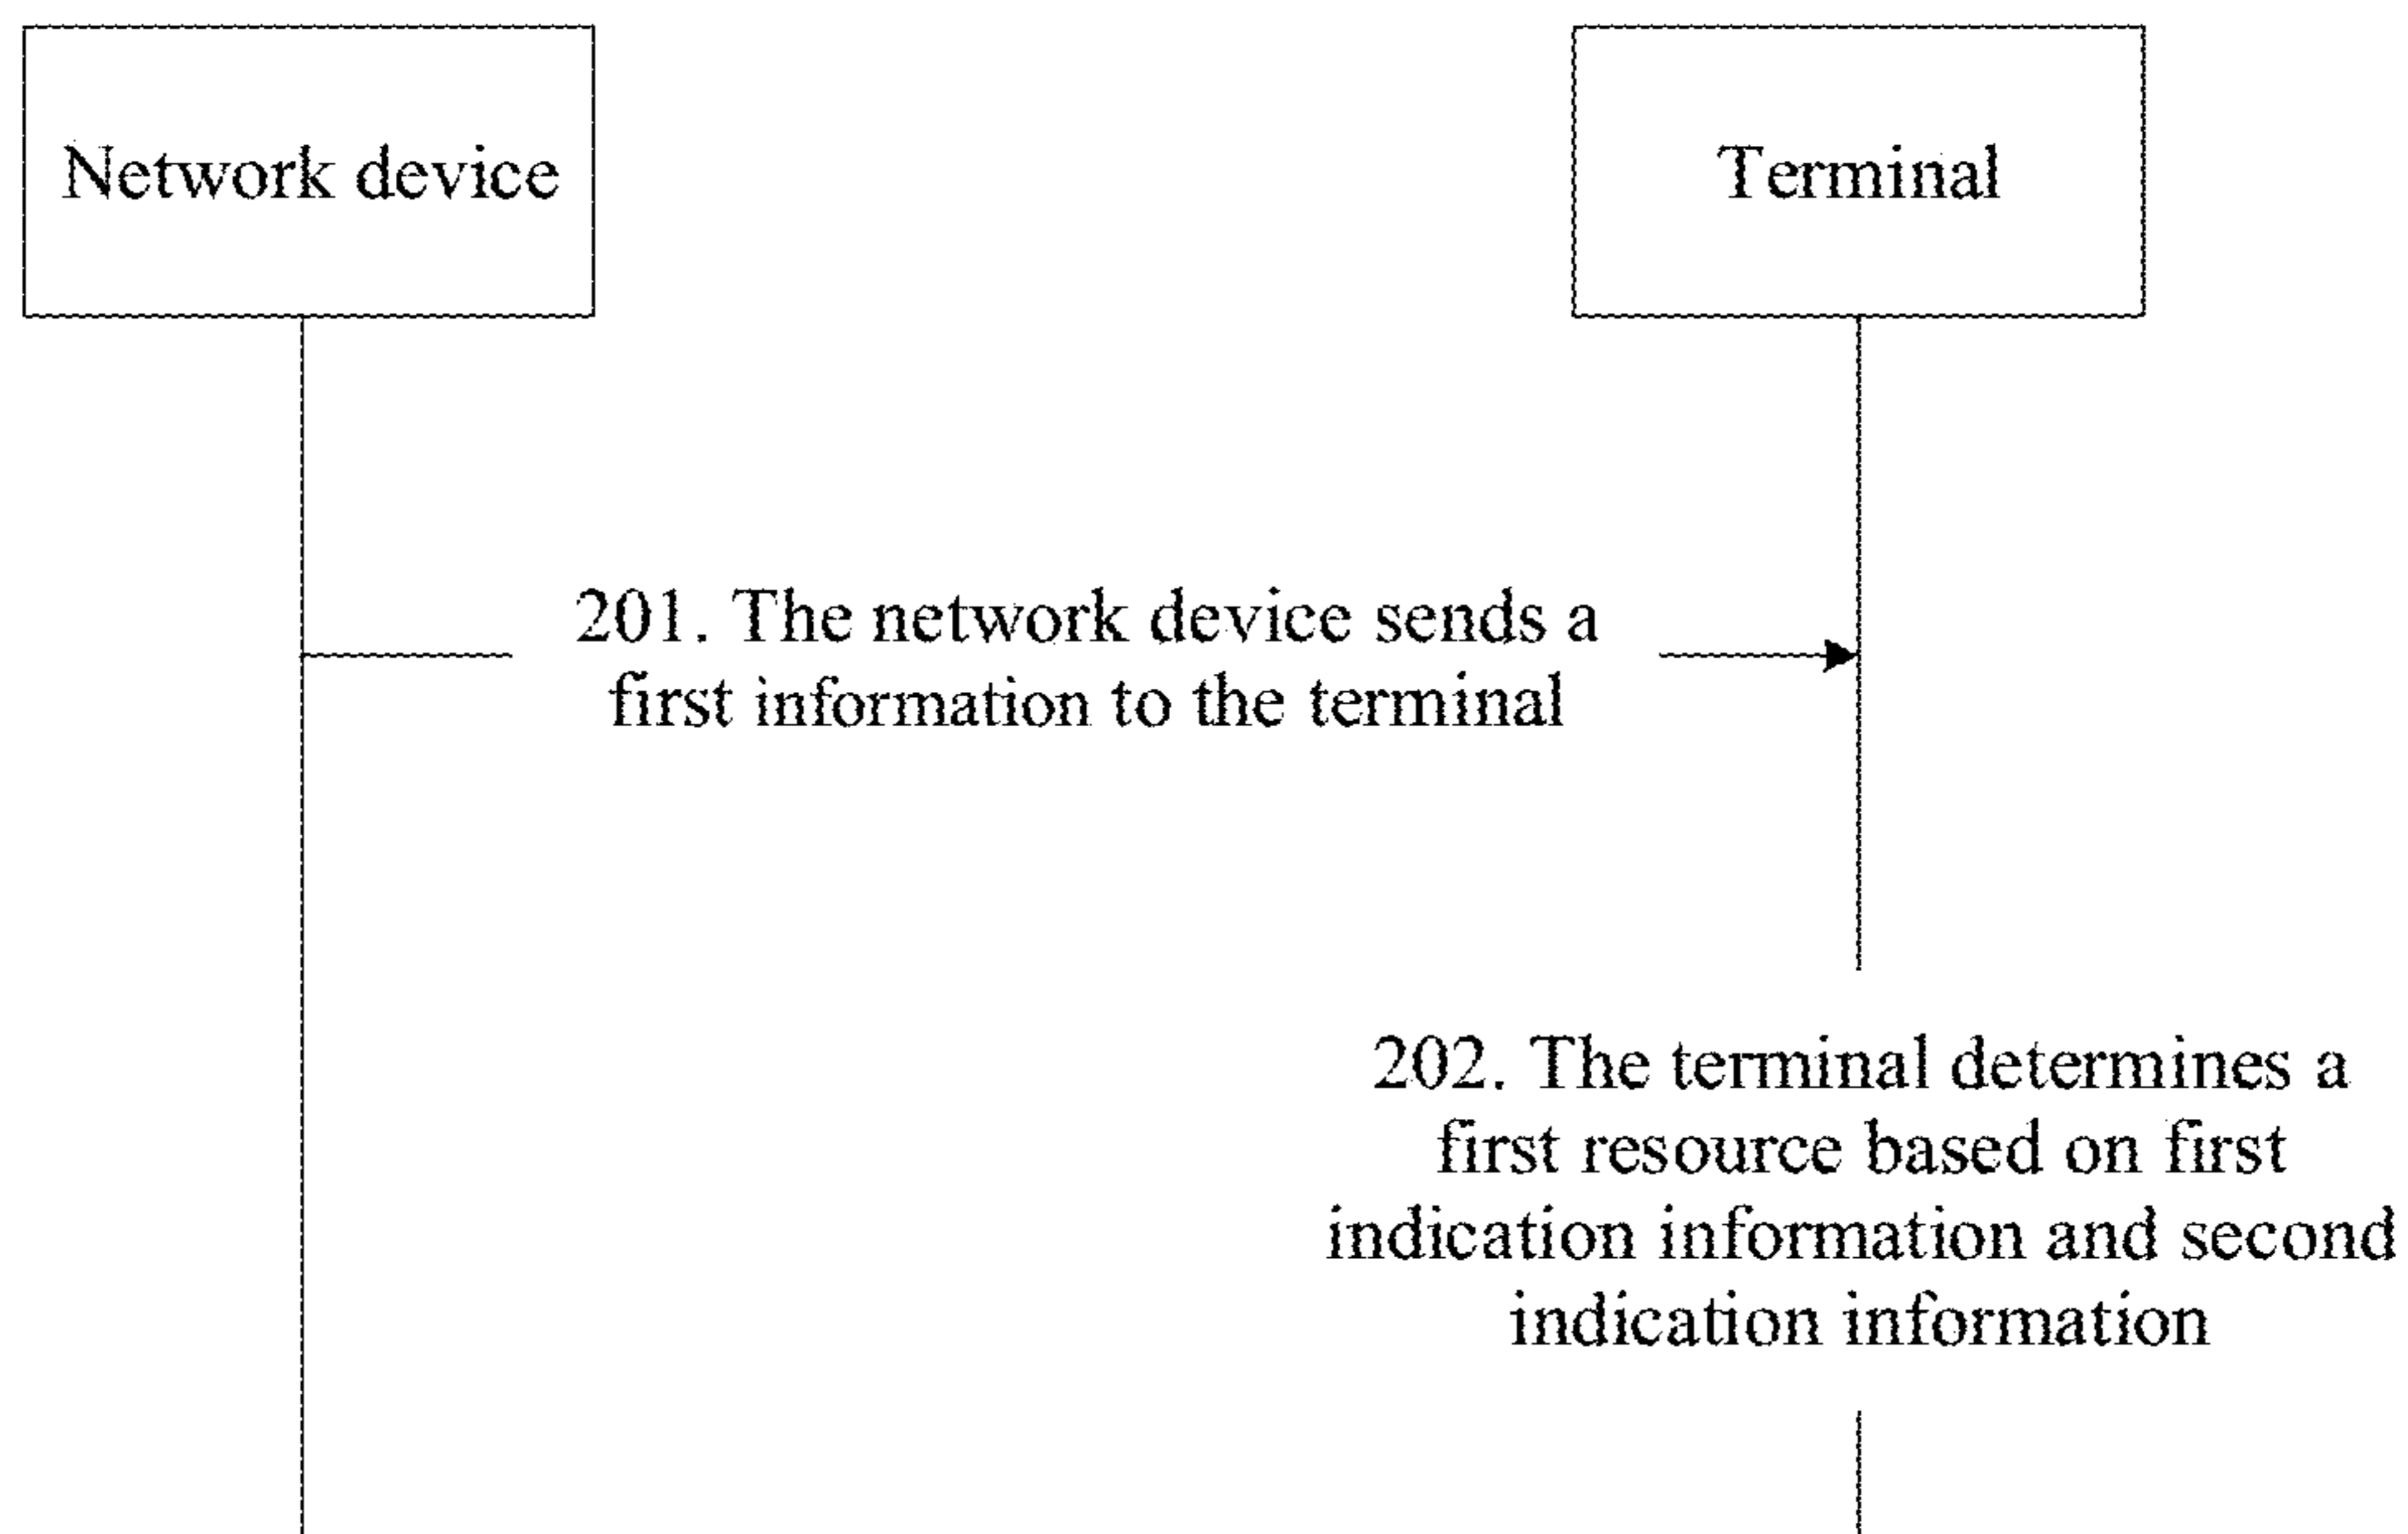 Network device
Terminal
201. The network device sends a
first information to the terminal
202. The terminal determines a
first resource based on first
indication information and second
indication information